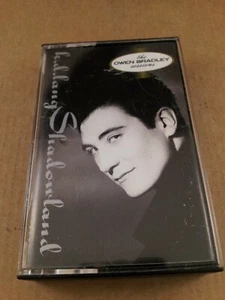 the
OWEN BRADLEY
sessions
k.d. lang
Shadowland